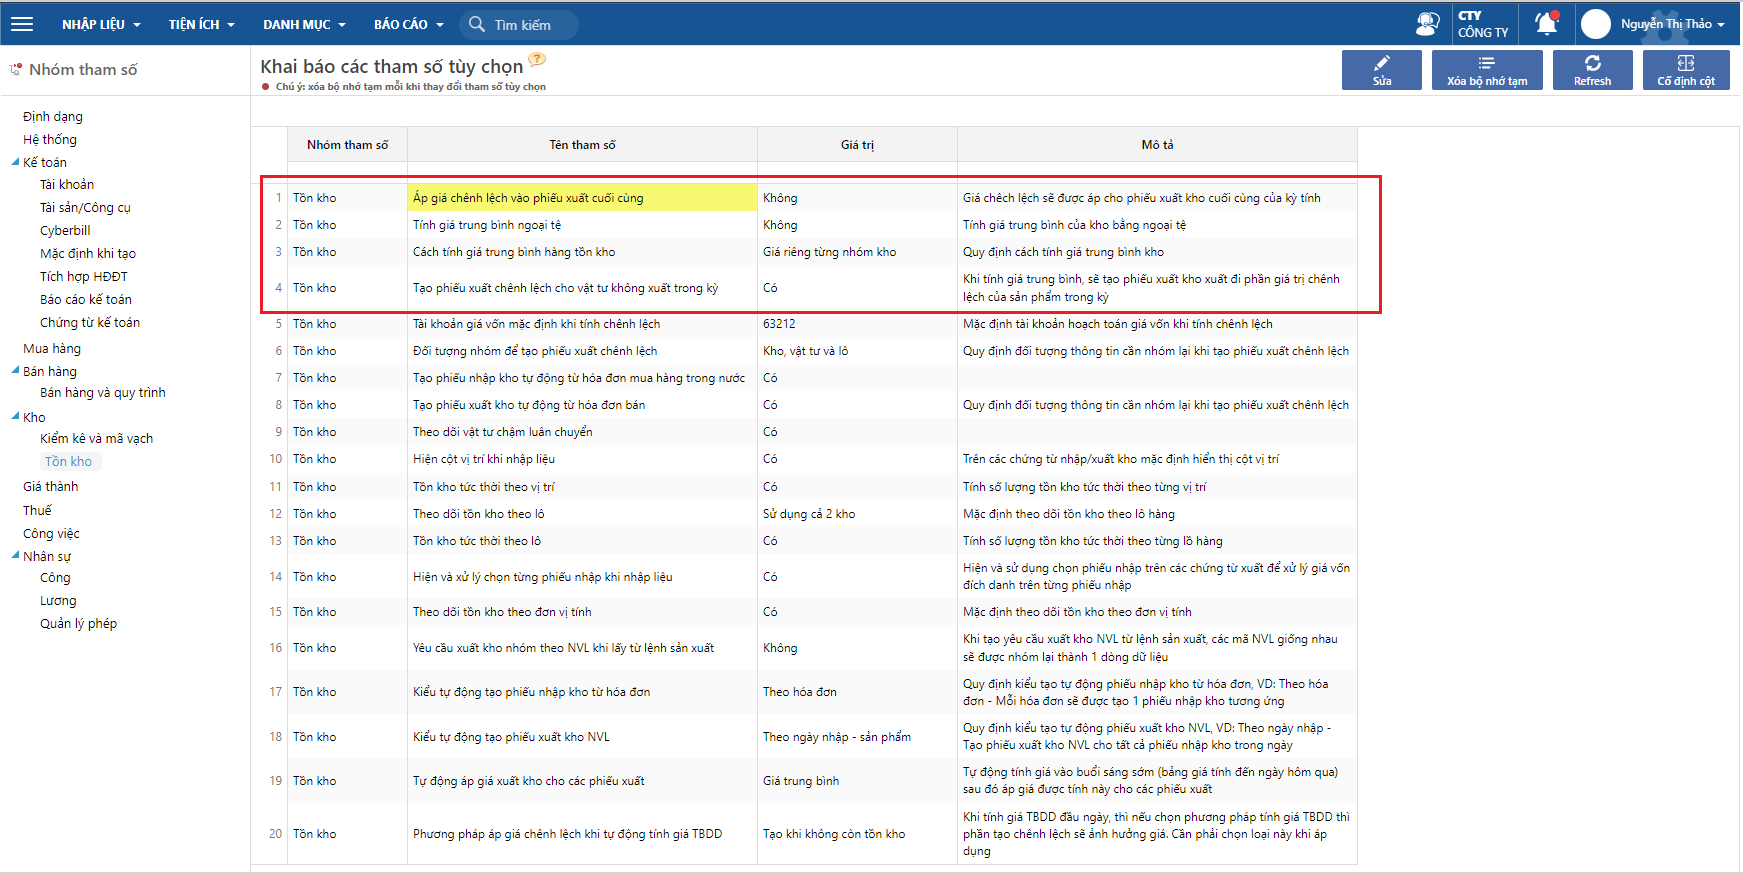 NHẬP LIỆU TIỆN ÍCH DANH MỤC BÁO CÁO Tìm kiếm CTY CÔNG TY Nguyễn Thị Thảo
Nhóm tham số
Khai báo các tham số tùy chọn
Chú ý: xóa bộ nhớ tạm mỗi khi thay đổi tham số tùy chọn
Sửa Xóa bộ nhớ tạm Refresh Cố định cột
Định dạng
Hệ thống
Kế toán
Tài khoản
Tài sản/Công cụ
Cyberbill
Mặc định khi tạo
Tích hợp HĐĐT
Báo cáo kế toán
Chứng từ kế toán
Mua hàng
Bán hàng
Bán hàng và quy trình
Kho
Kiểm kê và mã vạch
Tồn kho
Giá thành
Thuế
Công việc
Nhân sự
Công
Lương
Quản lý phép
Nhóm tham số Tên tham số Giá trị Mô tả
1 Tồn kho Áp giá chênh lệch vào phiếu xuất cuối cùng Không Giá chêch lệch sẽ được áp cho phiếu xuất kho cuối cùng của kỳ tính
2 Tồn kho Tính giá trung bình ngoại tệ Không Tính giá trung bình của kho bằng ngoại tệ
3 Tồn kho Cách tính giá trung bình hàng tồn kho Giá riêng từng nhóm kho Quy định cách tính giá trung bình kho
4 Tồn kho Tạo phiếu xuất chênh lệch cho vật tư không xuất trong kỳ Có Khi tính giá trung bình, sẽ tạo phiếu xuất kho xuất đi phần giá trị chênh
lệch của sản phẩm trong kỳ
5 Tồn kho Tài khoản giá vốn mặc định khi tính chênh lệch 63212 Mặc định tài khoản hoạch toán giá vốn khi tính chênh lệch
6 Tồn kho Đối tượng nhóm để tạo phiếu xuất chênh lệch Kho, vật tư và lô Quy định đối tượng thông tin cần nhóm lại khi tạo phiếu xuất chênh lệch
7 Tồn kho Tạo phiếu nhập kho tự động từ hóa đơn mua hàng trong nước Có
8 Tồn kho Tạo phiếu xuất kho tự động từ hóa đơn bán Có Quy định đối tượng thông tin cần nhóm lại khi tạo phiếu xuất chênh lệch
9 Tồn kho Theo dõi vật tư chậm luân chuyển Có
10 Tồn kho Hiện cột vị trí khi nhập liệu Có Trên các chứng từ nhập/xuất kho mặc định hiển thị cột vị trí
11 Tồn kho Tồn kho tức thời theo vị trí Có Tính số lượng tồn kho tức thời theo từng vị trí
12 Tồn kho Theo dõi tồn kho theo lô Sử dụng cả 2 kho Mặc định theo dõi tồn kho theo lô hàng
13 Tồn kho Tồn kho tức thời theo lô Có Tính số lượng tồn kho tức thời theo từng lồ hàng
14 Tồn kho Hiện và xử lý chọn từng phiếu nhập khi nhập liệu Có Hiện và sử dụng chọn phiếu nhập trên các chứng từ xuất để xử lý giá vốn
đích danh trên từng phiếu nhập
15 Tồn kho Theo dõi tồn kho theo đơn vị tính Có Mặc định theo dõi tồn kho theo đơn vị tính
16 Tồn kho Yêu cầu xuất kho nhóm theo NVL khi lấy từ lệnh sản xuất Không Khi tạo yêu cầu xuất kho NVL từ lệnh sản xuất, các mã NVL giống nhau
sẽ được nhóm lại thành 1 dòng dữ liệu
17 Tồn kho Kiểu tự động tạo phiếu nhập kho từ hóa đơn Theo hóa đơn Quy định kiểu tạo tự động phiếu nhập kho từ hóa đơn, VD: Theo hóa
đơn - Mỗi hóa đơn sẽ được tạo 1 phiếu nhập kho tương ứng
18 Tồn kho Kiểu tự động tạo phiếu xuất kho NVL Theo ngày nhập - sản phẩm Quy định kiểu tạo tự động phiếu xuất kho NVL, VD: Theo ngày nhập -
Tạo phiếu xuất kho NVL cho tất cả phiếu nhập kho trong ngày
19 Tồn kho Tự động áp giá xuất kho cho các phiếu xuất Giá trung bình Tự động tính giá vào buổi sáng sớm (bảng giá tính đến ngày hôm qua)
sau đó áp giá được tính này cho các phiếu xuất
20 Tồn kho Phương pháp áp giá chênh lệch khi tự động tính giá TBDD Tạo khi không còn tồn kho Khi tính giá TBDD đầu ngày, thì nếu chọn phương pháp tính giá TBDD thì
phần tạo chênh lệch sẽ ảnh hưởng giá. Cần phải chọn loại này khi áp
dụng